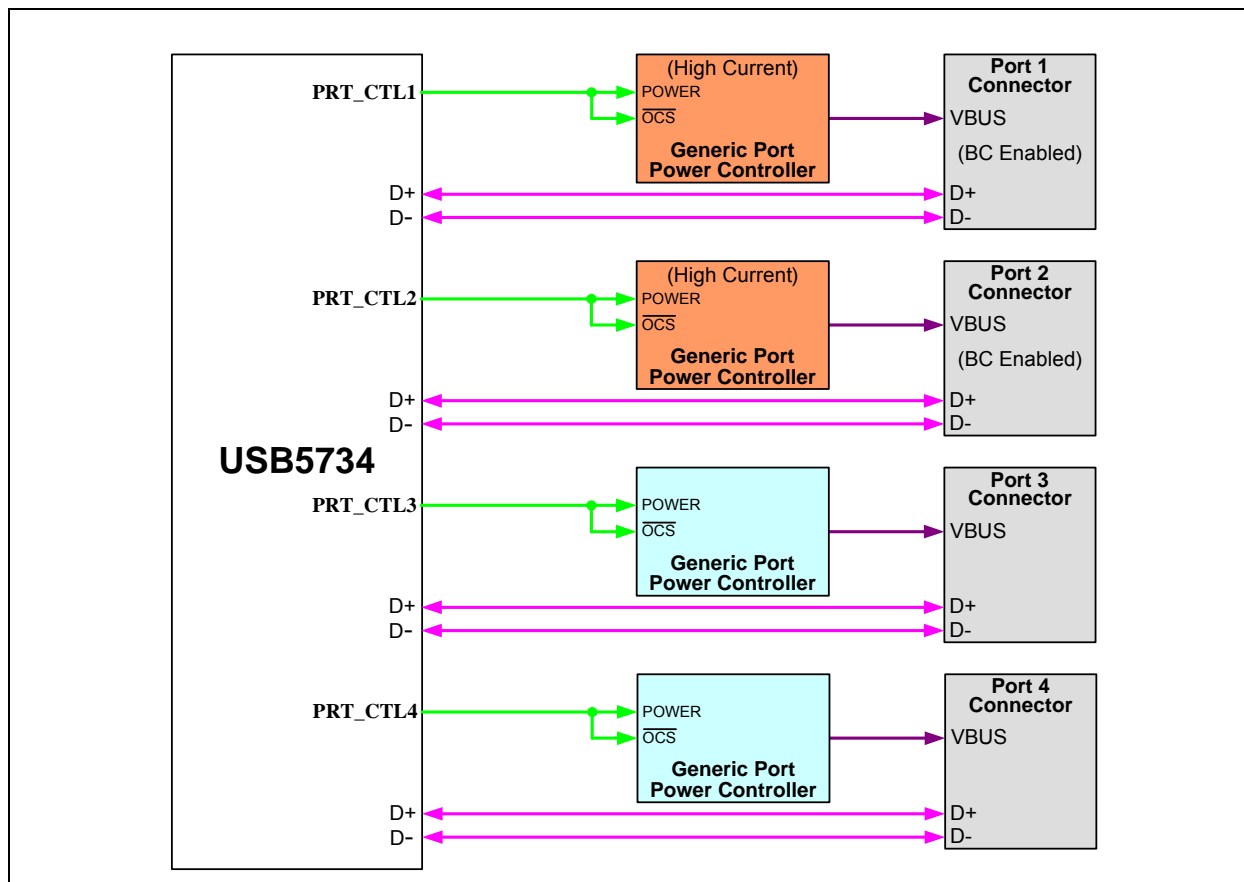 PRT_CTL1
D+
D-
(High Current)
POWER
OCS
Generic Port
Power Controller
Port 1
Connector
VBUS
(BC Enabled)
D+
D-
PRT_CTL2
D+
D-
(High Current)
POWER
OCS
Generic Port
Power Controller
Port 2
Connector
VBUS
(BC Enabled)
D+
D-
USB5734
PRT_CTL3
D+
D-
POWER
OCS
Generic Port
Power Controller
Port 3
Connector
VBUS
D+
D-
PRT_CTL4
D+
D-
POWER
OCS
Generic Port
Power Controller
Port 4
Connector
VBUS
D+
D-